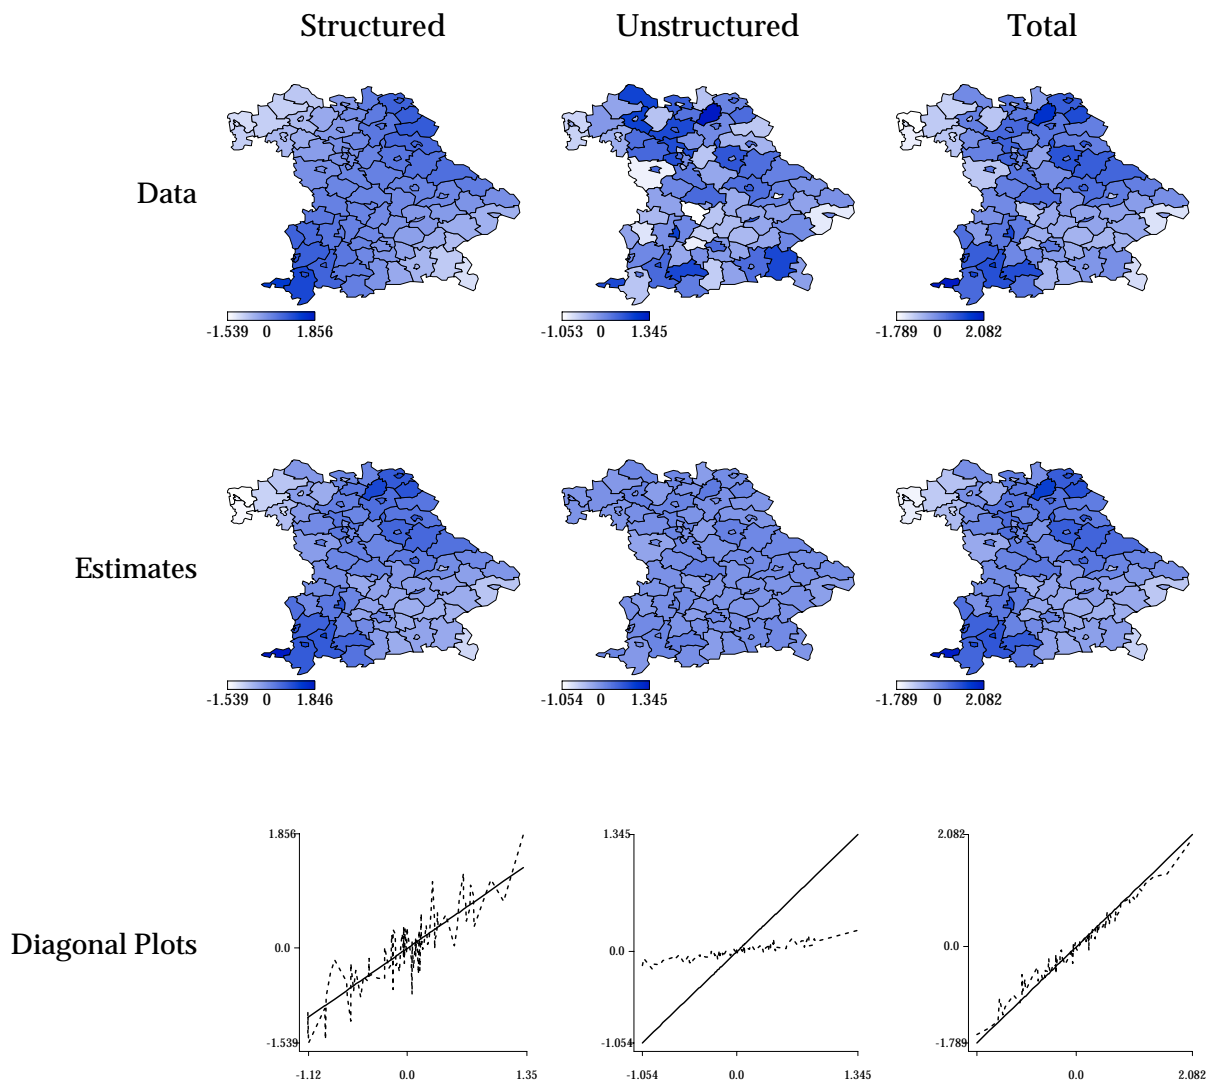 Structured Unstructured Total
Data
-1.539 0 1.856
-1.053 0 1.345
-1.789 0 2.082
Estimates
-1.539 0 1.846
-1.054 0 1.345
-1.789 0 2.082
Diagonal Plots
1.856
0.0
-1.539
-1.12 0.0 1.35
1.345
0.0
-1.054
-1.054 0.0 1.345
2.082
0.0
-1.789
-1.789 0.0 2.082